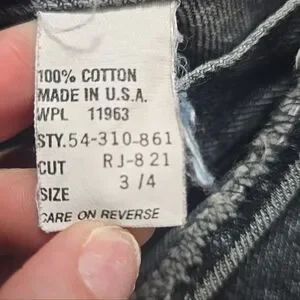 100% COTTON
MADE IN U.S.A.
WPL 11963
STY. 54-310-861
CUT RJ-821
SIZE 3/4
CARE ON REVERSE